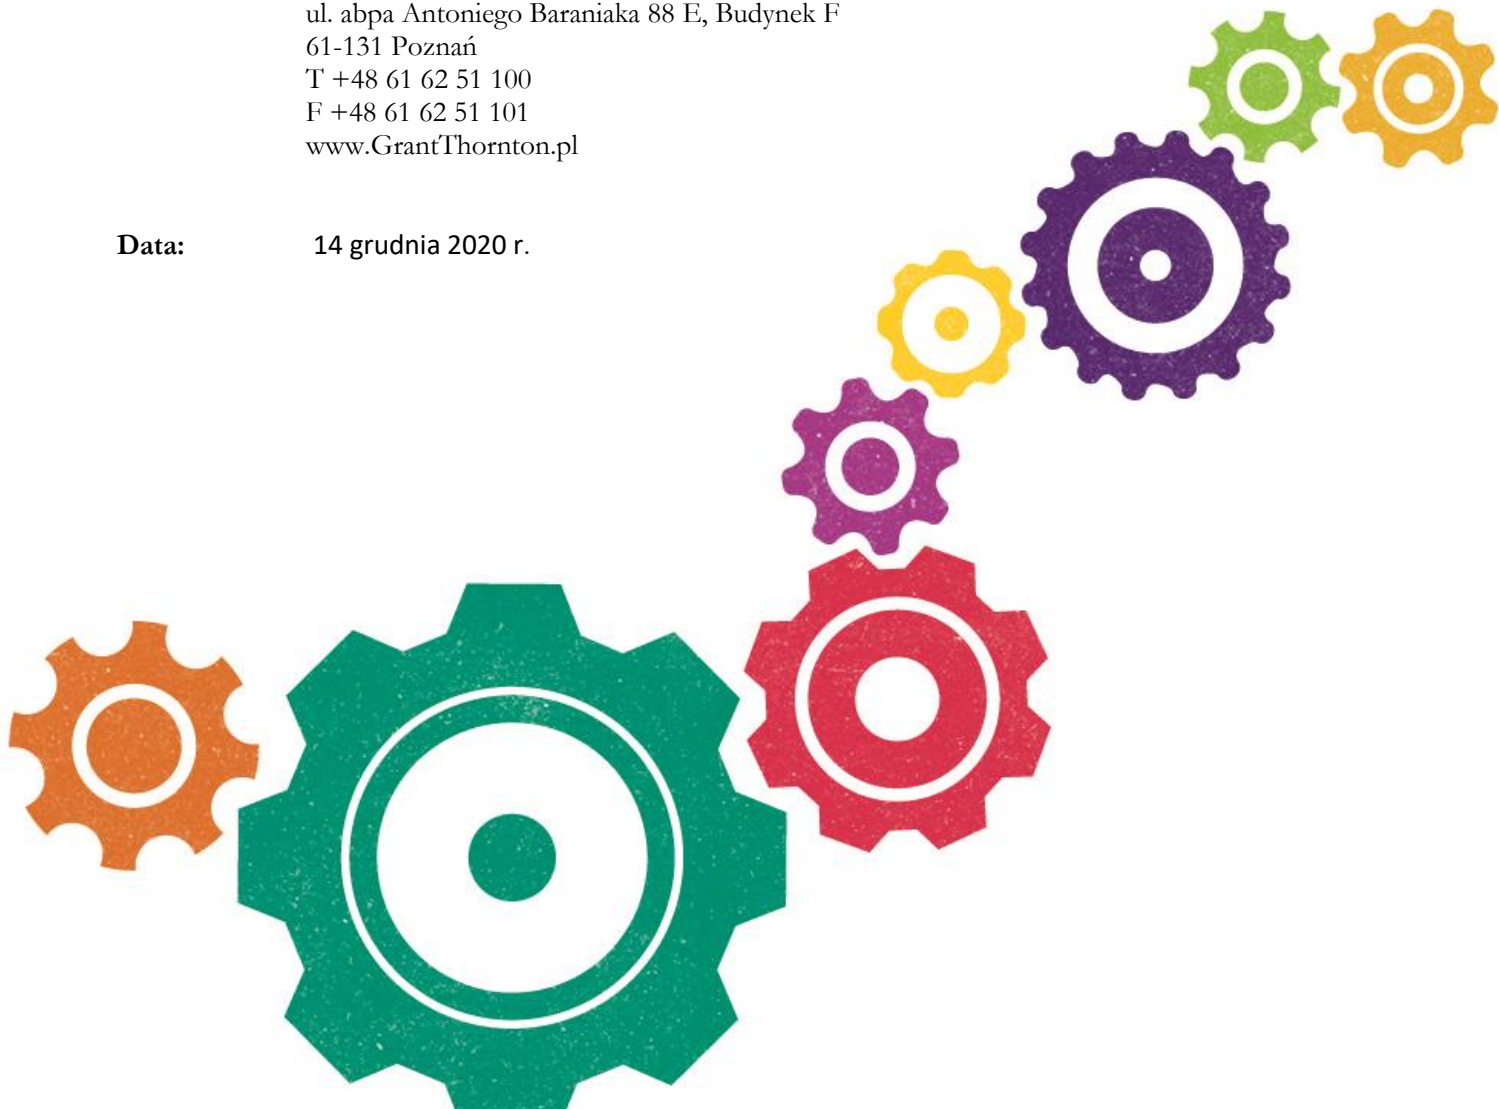 ul. abpa Antoniego Baraniaka 88 E, Budynek F
61-131 Poznań
T +48 61 62 51 100
F +48 61 62 51 101
www.GrantThornton.pl
Data: 14 grudnia 2020 r.